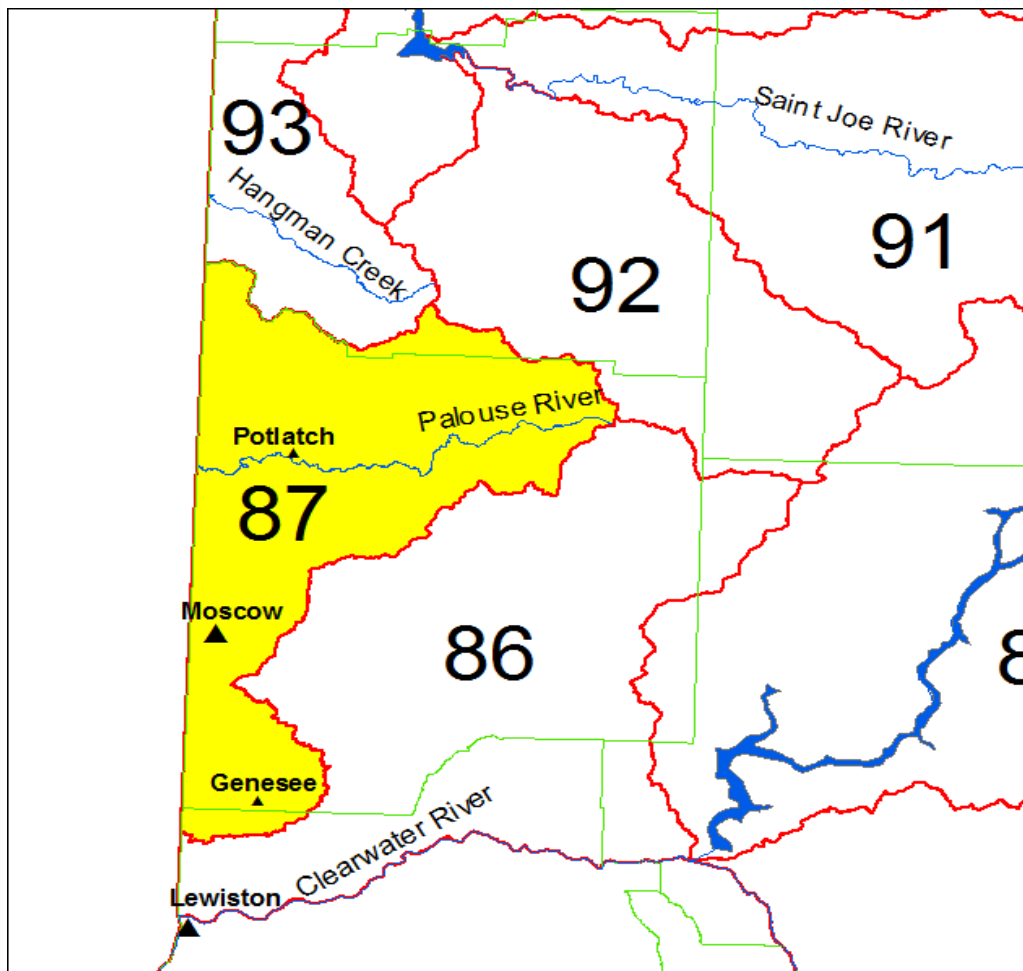 93
Saint Joe River
Hangman Creek
91
92
Palouse River
Potlatch
87
Moscow
86
Genesee
Clearwater River
Lewiston